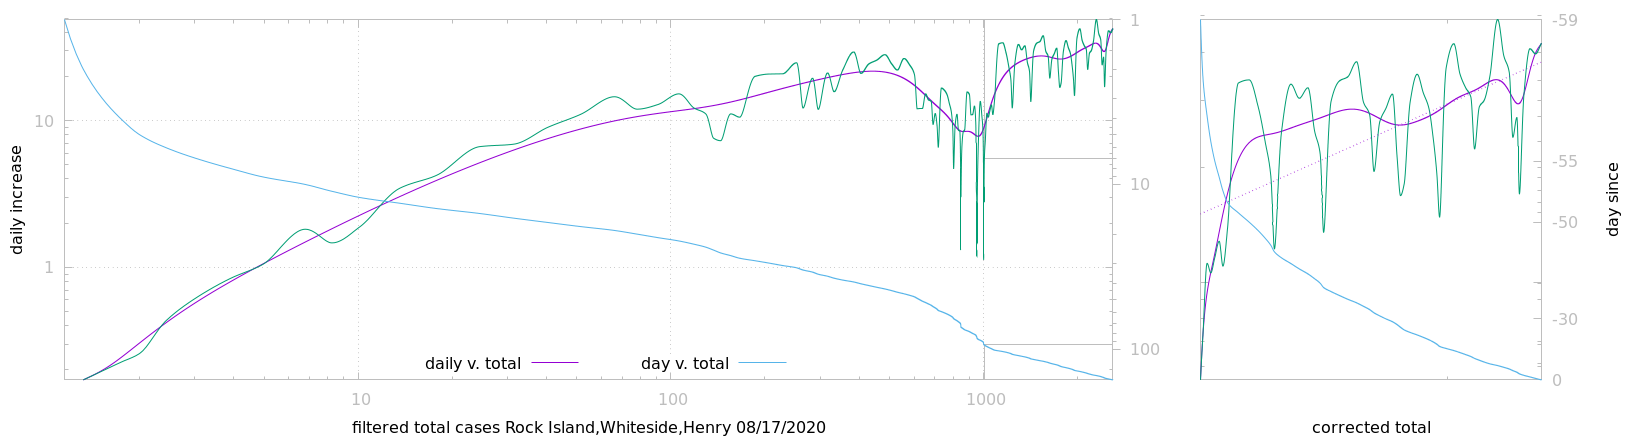 daily increase
10
1
daily v. total
day v. total
10
100
1000
1
10
100
filtered total cases Rock Island,Whiteside,Henry 08/17/2020
-59
-55
-50
-30
0
day since
corrected total